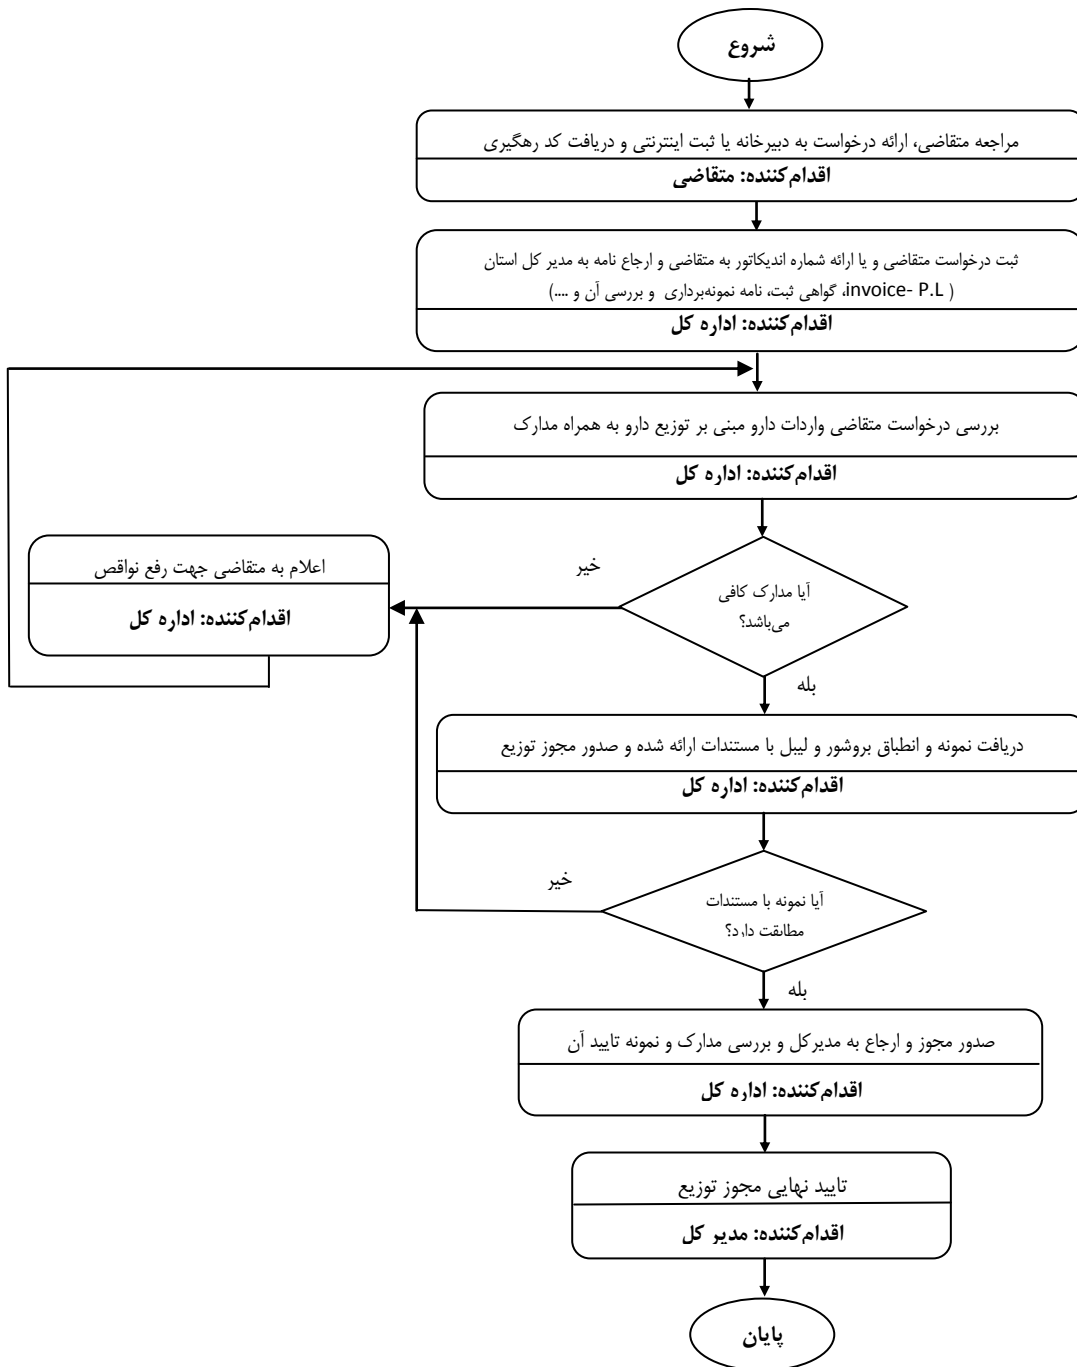 شروع
مراجعه متقاضی، ارائه درخواست به دبیرخانه یا ثبت اینترنتی و دریافت کد رهگیری
اقدام‌کننده: متقاضی
ثبت درخواست متقاضی و یا ارائه شماره اندیکاتور به متقاضی و ارجاع نامه به مدیر کل استان
( invoice- P.L، گواهی ثبت، نامه نمونه‌برداری و بررسی آن و ....)
اقدام‌کننده: اداره کل
بررسی درخواست متقاضی واردات دارو مبنی بر توزیع دارو به همراه مدارک
اقدام‌کننده: اداره کل
آیا مدارک کافی
می‌باشد؟
خیر
اعلام به متقاضی جهت رفع نواقص
اقدام‌کننده: اداره کل
بله
دریافت نمونه و انطباق بروشور و لیبل با مستندات ارائه شده و صدور مجوز توزیع
اقدام‌کننده: اداره کل
آیا نمونه با مستندات
مطابقت دارد؟
خیر
بله
صدور مجوز و ارجاع به مدیرکل و بررسی مدارک و نمونه تایید آن
اقدام‌کننده: اداره کل
تایید نهایی مجوز توزیع
اقدام‌کننده: مدیر کل
پایان